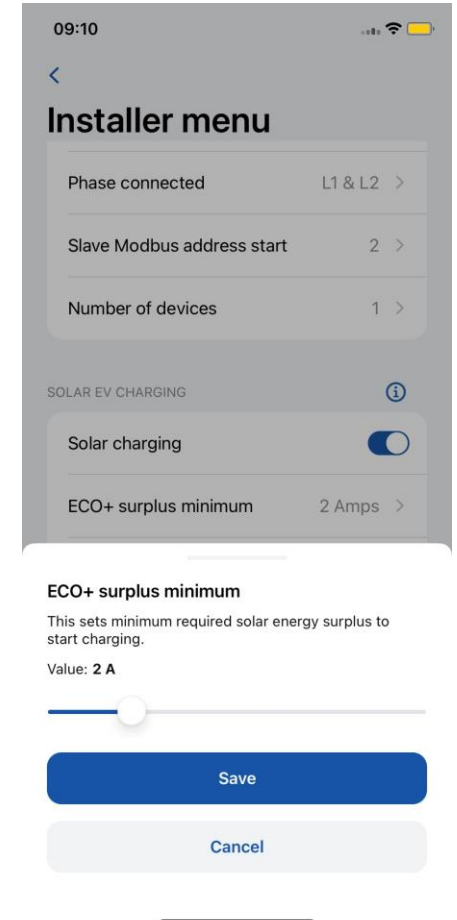 09:10
Installer menu
Phase connected L1 & L2
Slave Modbus address start 2
Number of devices 1
SOLAR EV CHARGING
Solar charging
ECO+ surplus minimum 2 Amps
ECO+ surplus minimum
This sets minimum required solar energy surplus to
start charging.
Value: 2 A
Save
Cancel